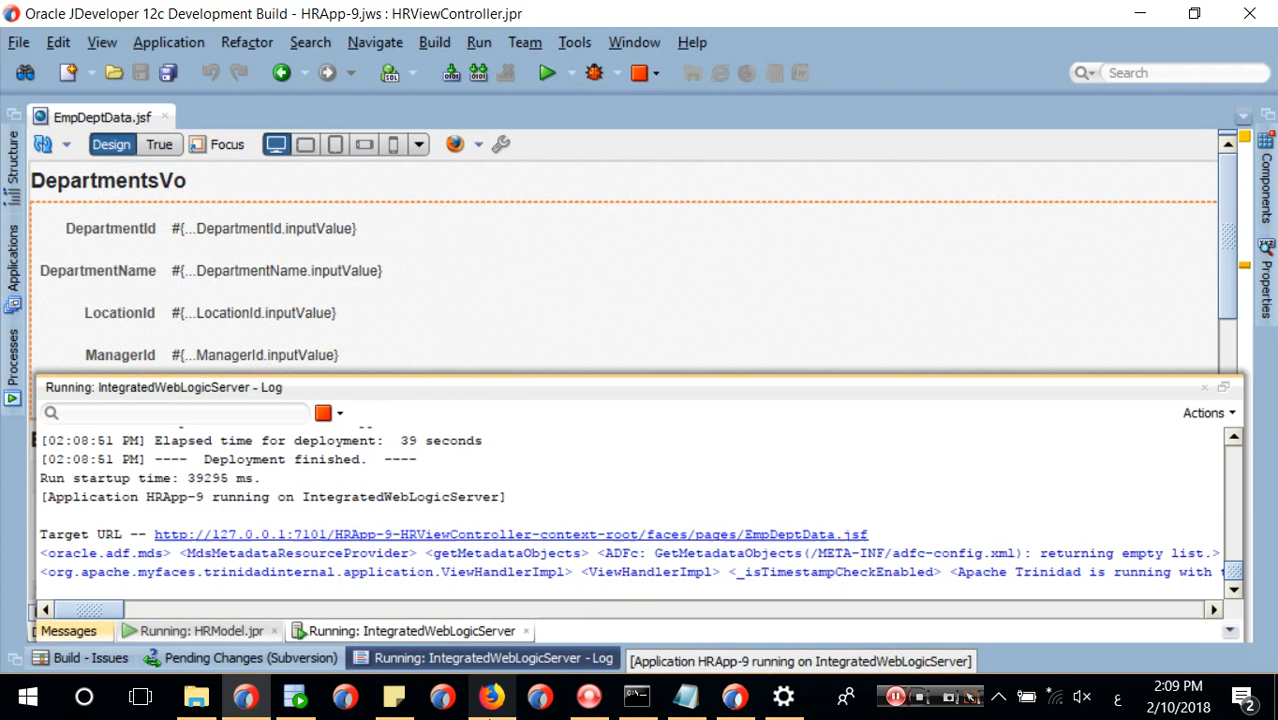 Oracle JDeveloper 12c Development Build - HRApp-9.jws : HRViewController.jpr
File Edit View Application Refactor Search Navigate Build Run Team Tools Window Help
Search
EmpDeptData.jsf
Design True Focus
DepartmentsVo
DepartmentId #{...DepartmentId.inputValue}
DepartmentName #{...DepartmentName.inputValue}
LocationId #{...LocationId.inputValue}
ManagerId #{...ManagerId.inputValue}
Structure
Applications
Processes
Components
Properties
Running: IntegratedWebLogicServer - Log
Actions
[02:08:51 PM] Elapsed time for deployment:  39 seconds
[02:08:51 PM] ----  Deployment finished.  ----
Run startup time: 39295 ms.
[Application HRApp-9 running on IntegratedWebLogicServer]
Target URL -- http://127.0.0.1:7101/HRApp-9-HRViewController-context-root/faces/pages/EmpDeptData.jsf
<oracle.adf.mds> <MdsMetadataResourceProvider> <getMetadataObjects> <ADFc: GetMetadataObjects(/META-INF/adfc-config.xml): returning empty list.>
<org.apache.myfaces.trinidadinternal.application.ViewHandlerImpl> <ViewHandlerImpl> <_isTimestampCheckEnabled> <Apache Trinidad is running with
Messages Running: HRModel.jpr Running: IntegratedWebLogicServer
Build - Issues Pending Changes (Subversion) Running: IntegratedWebLogicServer - Log [Application HRApp-9 running on IntegratedWebLogicServer]
ع
2:09 PM
2/10/2018
2